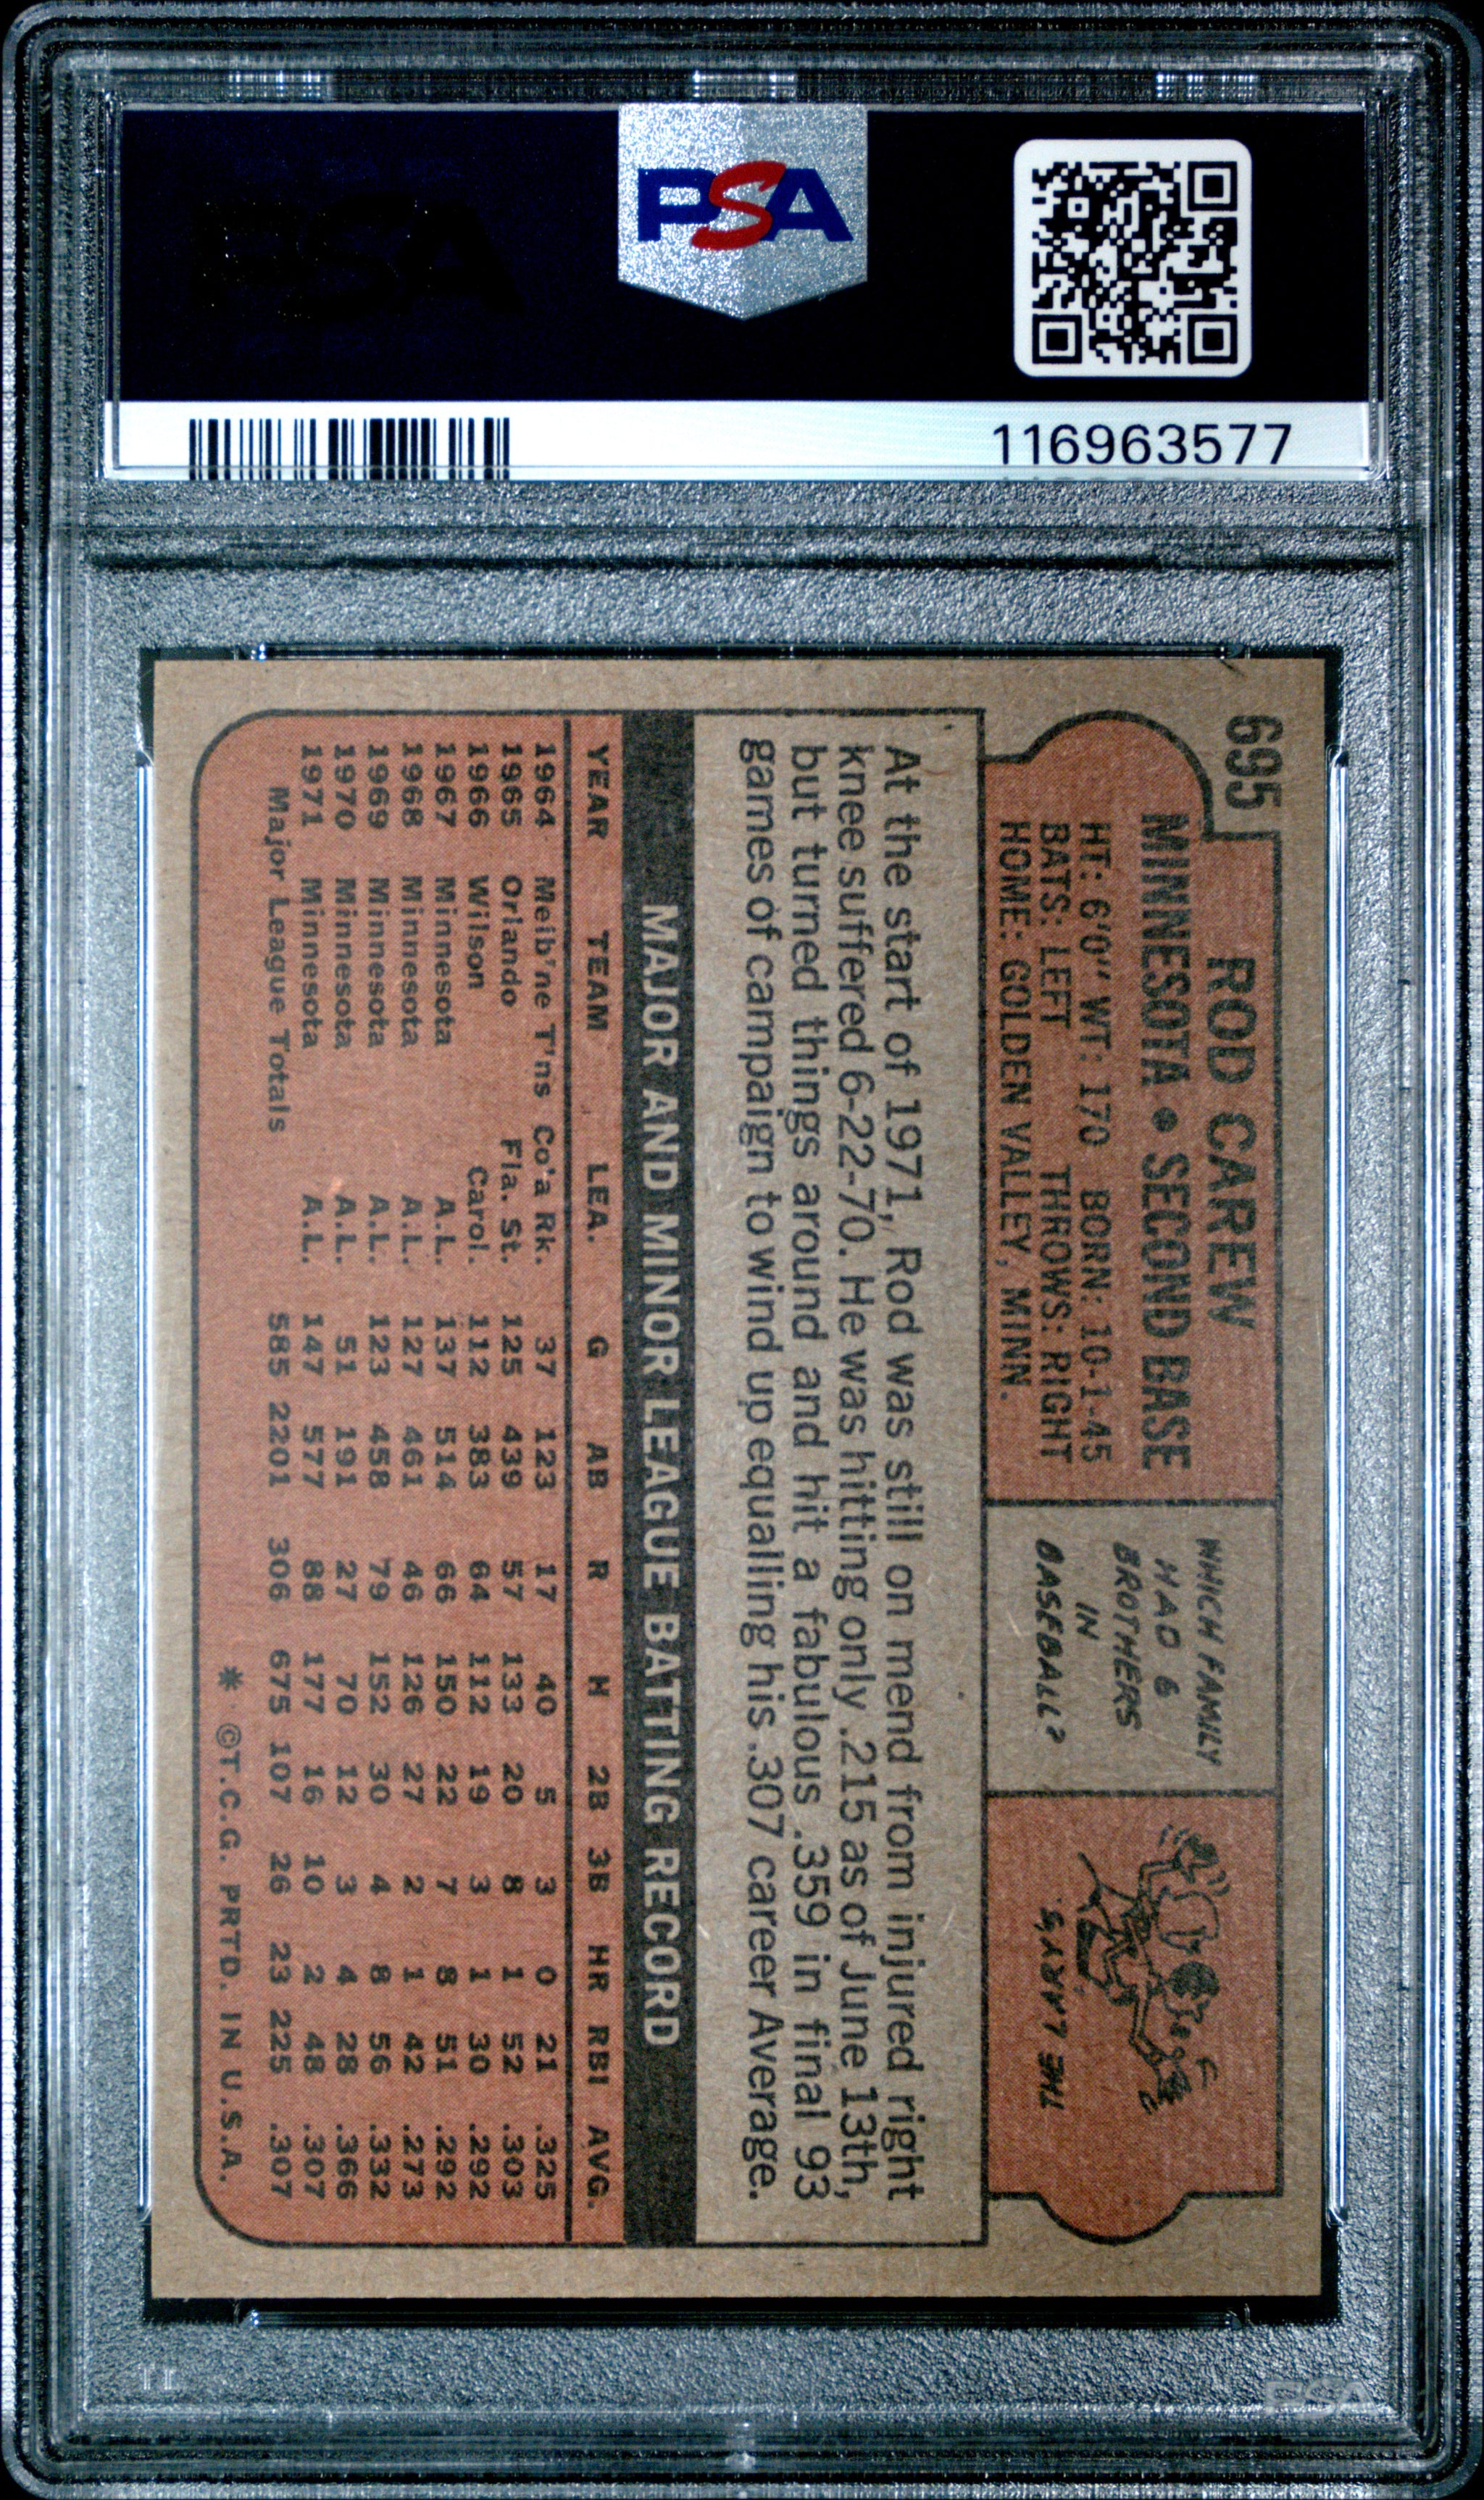 PSA
PSA
116963577
695
ROD CAREW
MINNESOTA • SECOND BASE
HT: 6'0" WT: 170 BORN: 10-1-45
BATS: LEFT THROWS: RIGHT
HOME: GOLDEN VALLEY, MINN.
WHICH FAMILY
HAD 6
BROTHERS
IN
BASEBALL?
THE LARY'S.
At the start of 1971, Rod was still on mend from injured right
knee suffered 6-22-70. He was hitting only .215 as of June 13th,
but turned things around and hit a fabulous .359 in final 93
games of campaign to wind up equalling his .307 career Average.
MAJOR AND MINOR LEAGUE BATTING RECORD
YEAR TEAM LEA. G AB R H 2B 3B HR RBI AVG.
1964 Melb'ne T'ns Co'a Rk. 37 123 17 40 5 3 0 21 .325
1965 Orlando Fla. St. 125 439 57 133 20 8 1 52 .303
1966 Wilson Carol. 112 383 64 112 19 3 1 30 .292
1967 Minnesota A.L. 137 514 66 150 22 7 8 51 .292
1968 Minnesota A.L. 127 461 46 126 27 2 1 42 .273
1969 Minnesota A.L. 123 458 79 152 30 4 8 56 .332
1970 Minnesota A.L. 51 191 27 70 12 3 4 28 .366
1971 Minnesota A.L. 147 577 88 177 16 10 2 48 .307
Major League Totals 585 2201 306 675 107 26 23 225 .307
* ©T.C.G. PRTD. IN U.S.A.
PSA